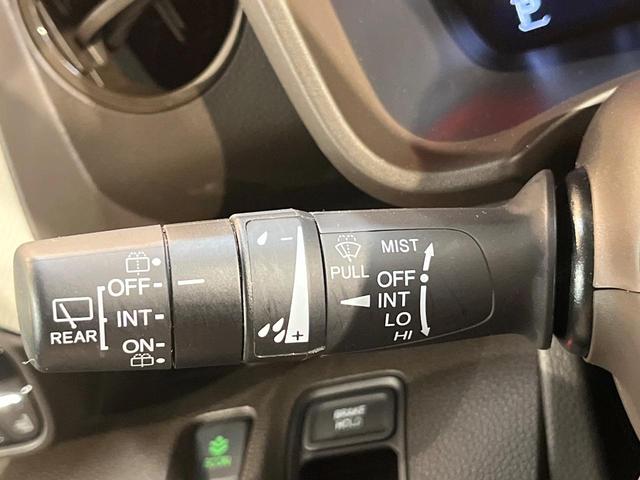 MIST
PULL
OFF
INT
LO
HI
− +
REAR
OFF
INT
ON
BRAKE
HOLD
ECON